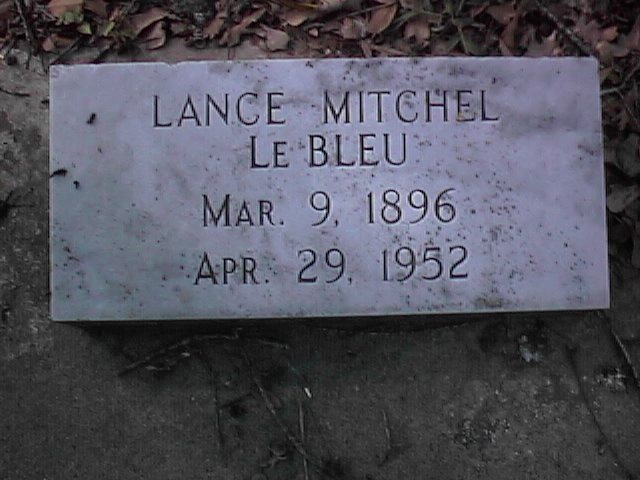 LANCE MITCHEL
LE BLEU
MAR. 9, 1896
APR. 29, 1952